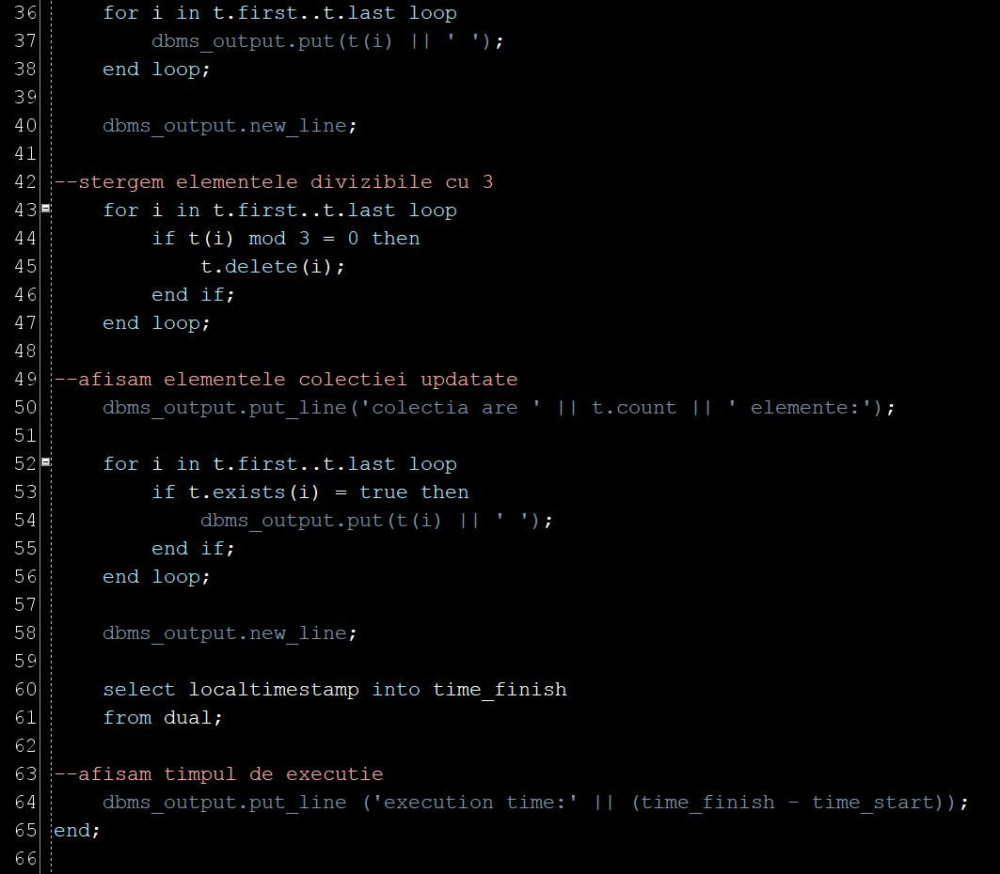 36 for i in t.first..t.last loop
37 dbms_output.put(t(i) || ' ');
38 end loop;
39
40 dbms_output.new_line;
41
42 --stergem elementele divizibile cu 3
43 for i in t.first..t.last loop
44 if t(i) mod 3 = 0 then
45 t.delete(i);
46 end if;
47 end loop;
48
49 --afisam elementele colectiei updatate
50 dbms_output.put_line('colectia are ' || t.count || ' elemente:');
51
52 for i in t.first..t.last loop
53 if t.exists(i) = true then
54 dbms_output.put(t(i) || ' ');
55 end if;
56 end loop;
57
58 dbms_output.new_line;
59
60 select localtimestamp into time_finish
61 from dual;
62
63 --afisam timpul de executie
64 dbms_output.put_line ('execution time:' || (time_finish - time_start));
65 end;
66